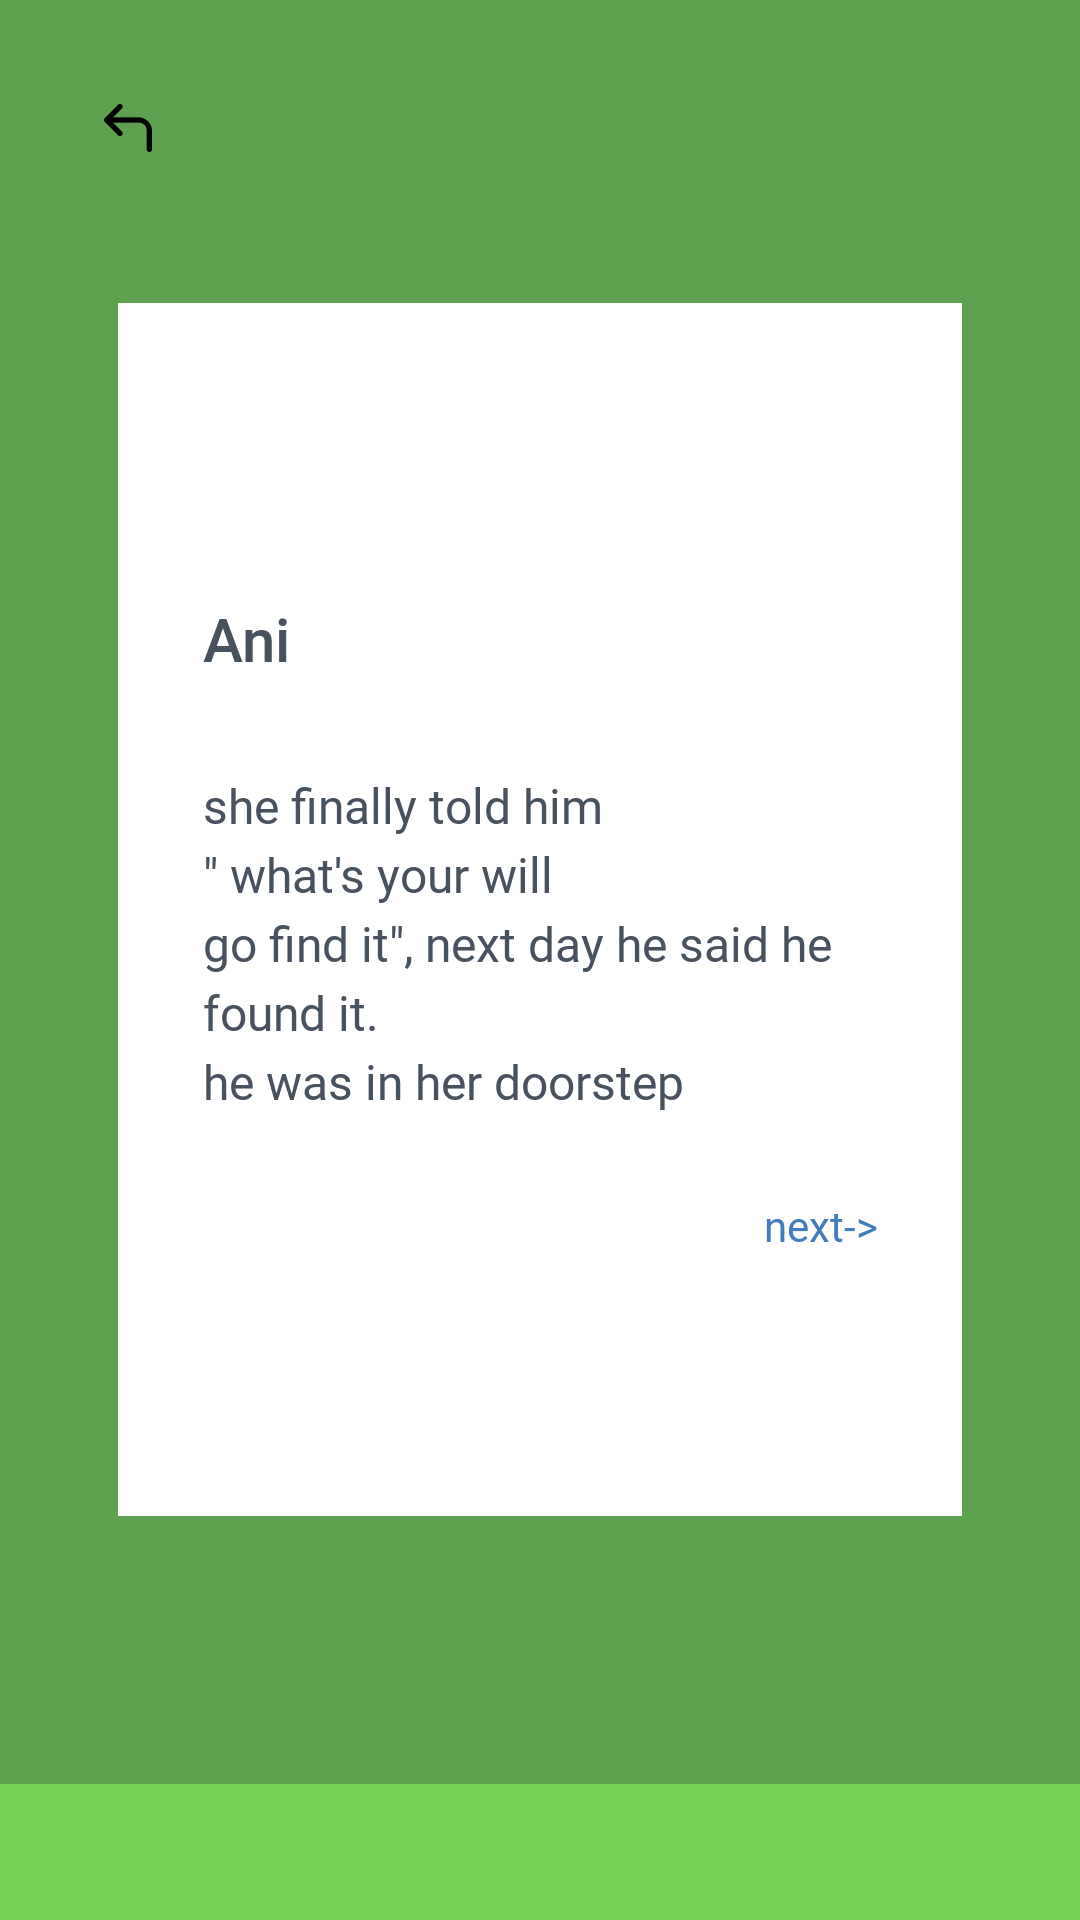 Ani
she finally told him
" what's your will
go find it", next day he said he
found it.
he was in her doorstep
next->